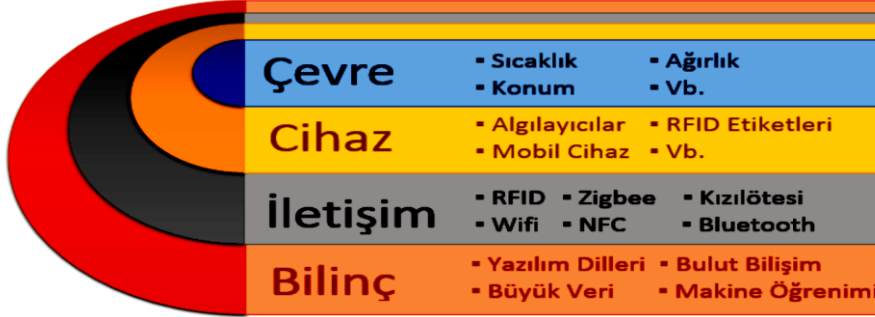 Çevre
▪ Sıcaklık ▪ Ağırlık
▪ Konum ▪ Vb.
Cihaz
▪ Algılayıcılar ▪ RFID Etiketleri
▪ Mobil Cihaz ▪ Vb.
İletişim
▪ RFID ▪ Zigbee ▪ Kızılötesi
▪ Wifi ▪ NFC ▪ Bluetooth
Bilinç
▪ Yazılım Dilleri ▪ Bulut Bilişim
▪ Büyük Veri ▪ Makine Öğrenimi